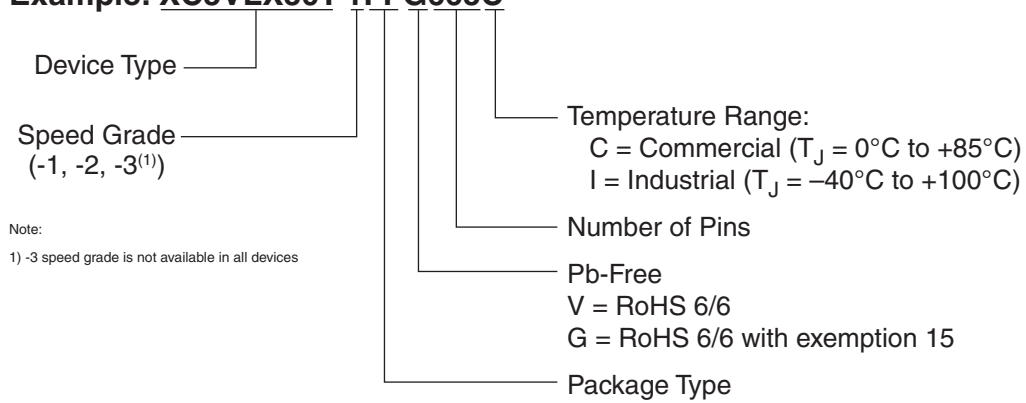 Device Type
Speed Grade
(-1, -2, -3(1))
Note:
1) -3 speed grade is not available in all devices
Temperature Range:
C = Commercial (TJ = 0°C to +85°C)
I = Industrial (TJ = –40°C to +100°C)
Number of Pins
Pb-Free
V = RoHS 6/6
G = RoHS 6/6 with exemption 15
Package Type